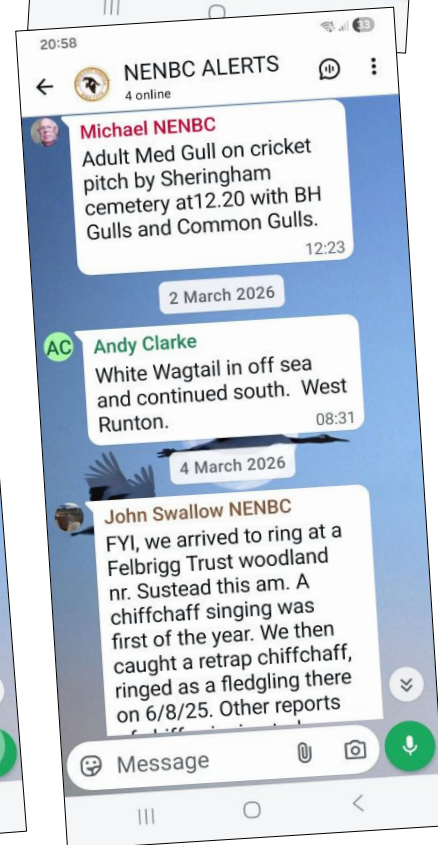 20:58
33
NENBC ALERTS
4 online
Michael NENBC
Adult Med Gull on cricket
pitch by Sheringham
cemetery at12.20 with BH
Gulls and Common Gulls.
12:23
2 March 2026
AC
Andy Clarke
White Wagtail in off sea
and continued south. West
Runton.
08:31
4 March 2026
John Swallow NENBC
FYI, we arrived to ring at a
Felbrigg Trust woodland
nr. Sustead this am. A
chiffchaff singing was
first of the year. We then
caught a retrap chiffchaff,
ringed as a fledgling there
on 6/8/25. Other reports
Message